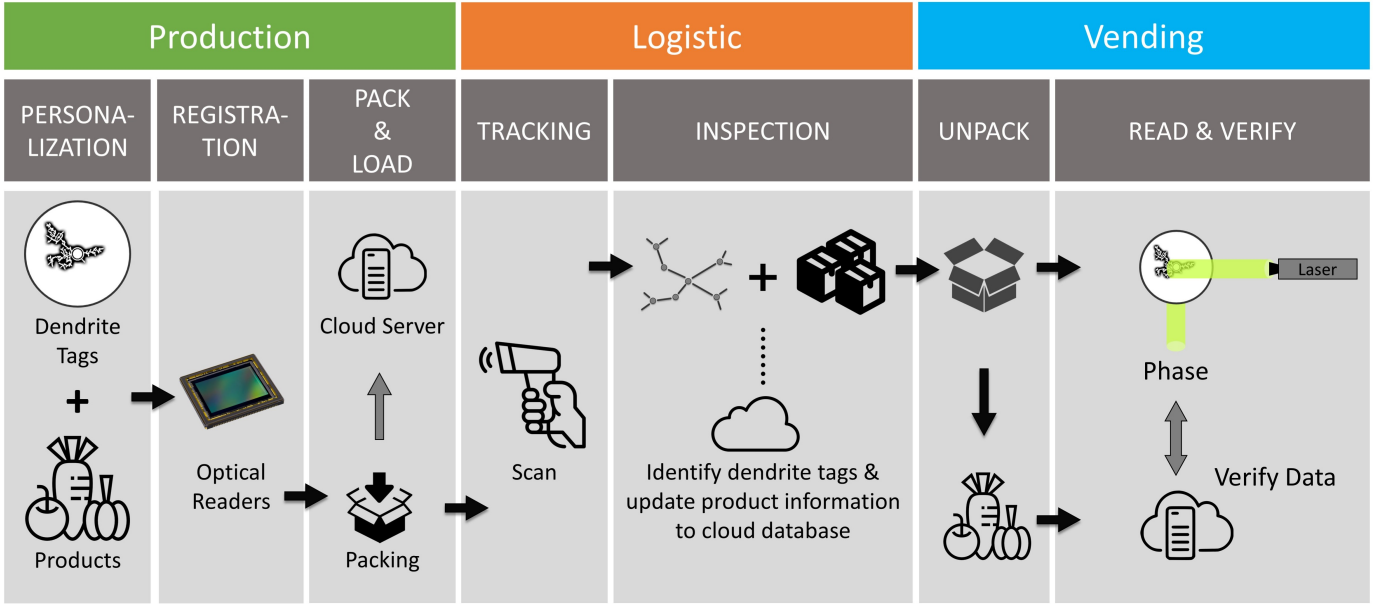 Production
Logistic
Vending
PERSONA-
LIZATION
REGISTRA-
TION
PACK
&
LOAD
TRACKING
INSPECTION
UNPACK
READ & VERIFY
Dendrite
Tags
+
Products
Optical
Readers
Cloud Server
Packing
Scan
+
Identify dendrite tags &
update product information
to cloud database
Laser
Phase
Verify Data